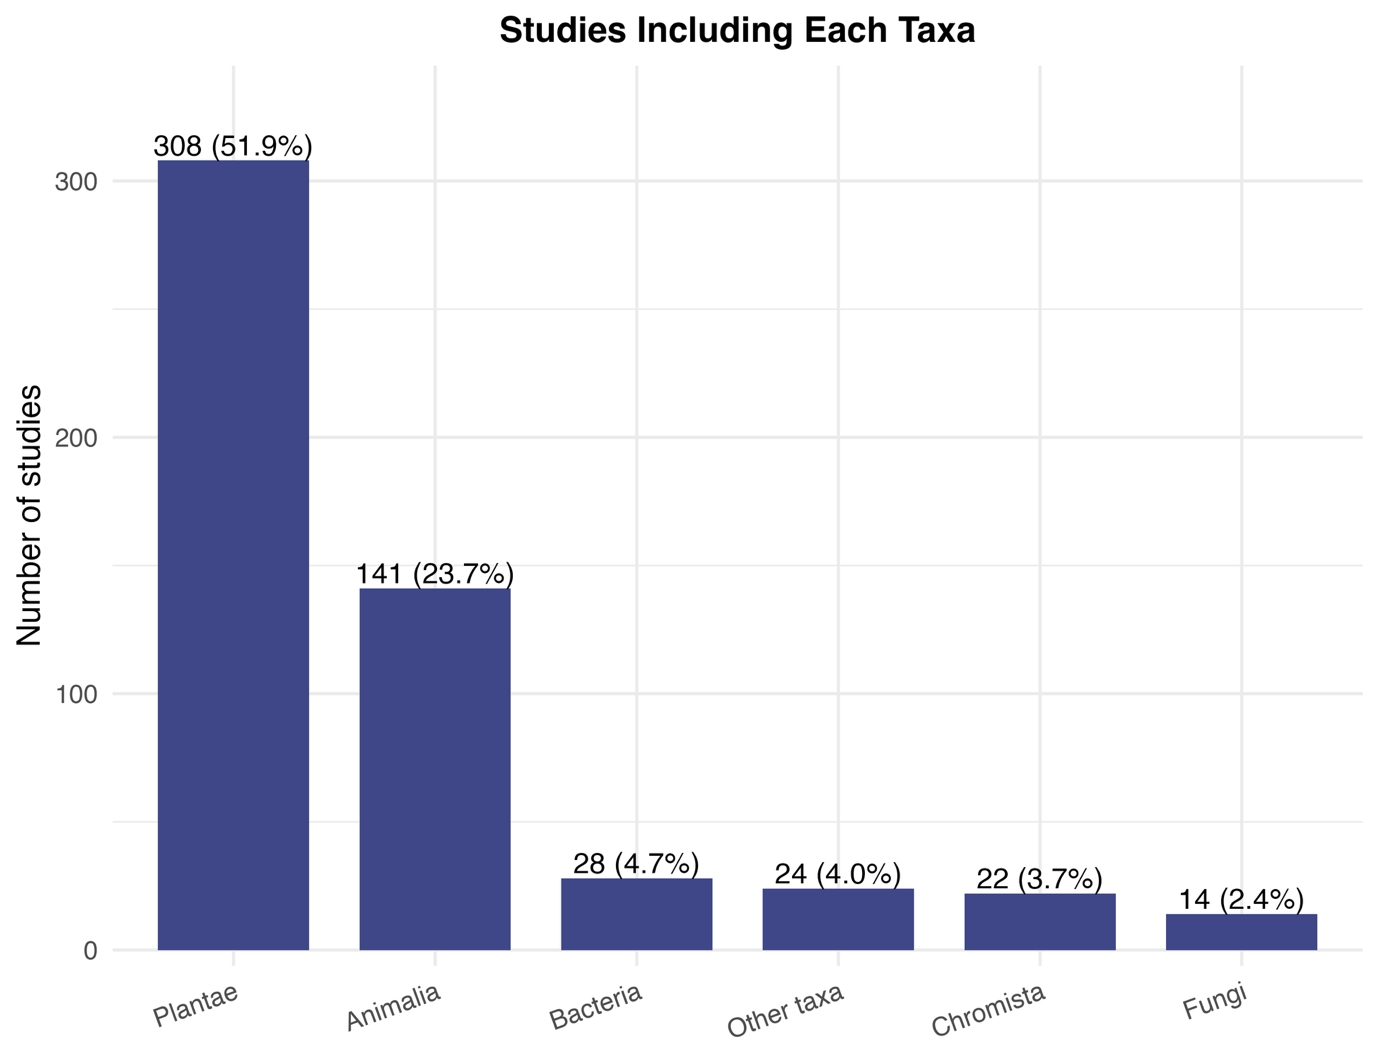 Studies Including Each Taxa
Number of studies
300
200
100
0
308 (51.9%)
141 (23.7%)
28 (4.7%)
24 (4.0%)
22 (3.7%)
14 (2.4%)
Plantae
Animalia
Bacteria
Other taxa
Chromista
Fungi